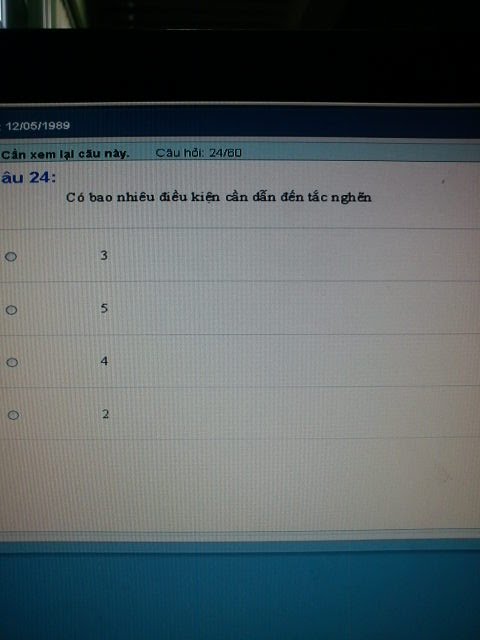 : 12/05/1989
Cần xem lại câu này. Câu hỏi: 24/60
âu 24:
Có bao nhiêu điều kiện cần dẫn đến tắc nghẽn
3
5
4
2